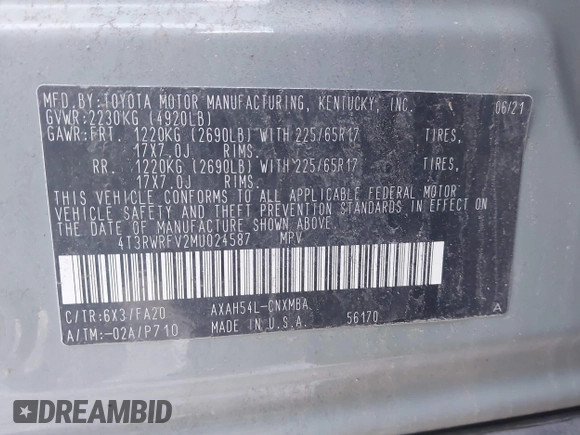 MFD.BY:TOYOTA MOTOR MANUFACTURING, KENTUCKY, INC. 06/21
GVWR:2230KG (4920LB)
GAWR:FRT. 1220KG (2690LB) WITH 225/65R17 TIRES,
17X7.0J RIMS.
RR. 1220KG (2690LB) WITH 225/65R17 TIRES,
17X7.0J RIMS.
THIS VEHICLE CONFORMS TO ALL APPLICABLE FEDERAL MOTOR
VEHICLE SAFETY AND THEFT PREVENTION STANDARDS IN EFFECT ON
THE DATE OF MANUFACTURE SHOWN ABOVE.
4T3RWRFV2MU024587 MPV
C/TR:6X3/FA20 AXAH54L-CNXMBA A
A/TM:-02A/P710 MADE IN U.S.A. 56170
DREAMBID